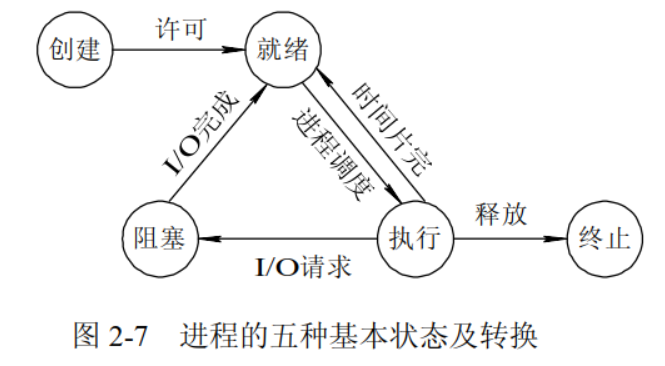 创建
许可
就绪
I/O完成
进程调度
时间片完
阻塞
I/O请求
执行
释放
终止
图 2-7 进程的五种基本状态及转换